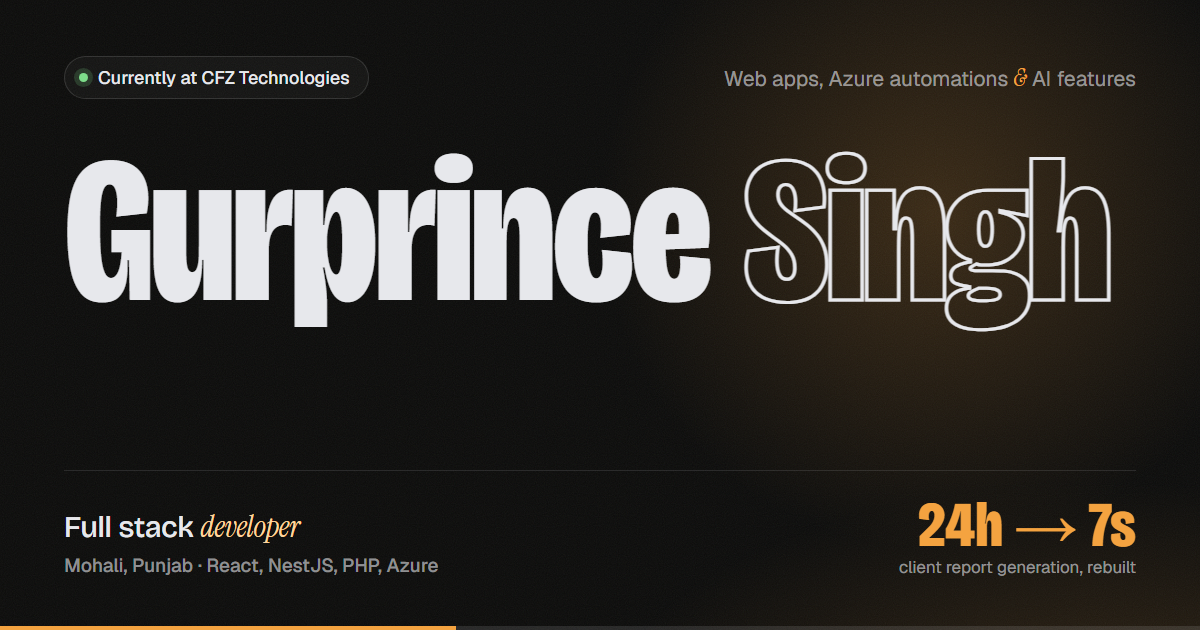 Currently at CFZ Technologies
Web apps, Azure automations & AI features
Gurprince Singh
Full stack developer
Mohali, Punjab · React, NestJS, PHP, Azure
24h → 7s
client report generation, rebuilt